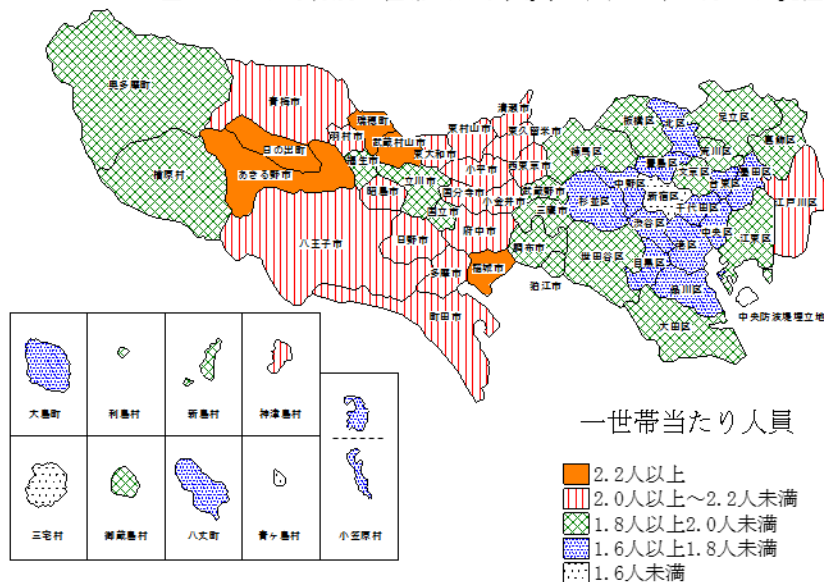 奥多摩町
青梅市
檜原村
日の出町
あきる野市
瑞穂町
羽村市
武蔵村山市
福生市
東大和市
東村山市
清瀬市
東久留米市
昭島市
立川市
小平市
西東京市
国分寺市
国立市
小金井市
武蔵野市
三鷹市
八王子市
日野市
府中市
調布市
多摩市
稲城市
狛江市
町田市
練馬区
板橋区
北区
足立区
葛飾区
荒川区
豊島区
文京区
台東区
墨田区
中野区
杉並区
新宿区
千代田区
江戸川区
渋谷区
中央区
江東区
港区
世田谷区
目黒区
品川区
大田区
中央防波堤埋立地
大島町
利島村
新島村
神津島村
三宅村
御蔵島村
八丈町
青ヶ島村
小笠原村
一世帯当たり人員
2.2人以上
2.0人以上～2.2人未満
1.8人以上2.0人未満
1.6人以上1.8人未満
1.6人未満